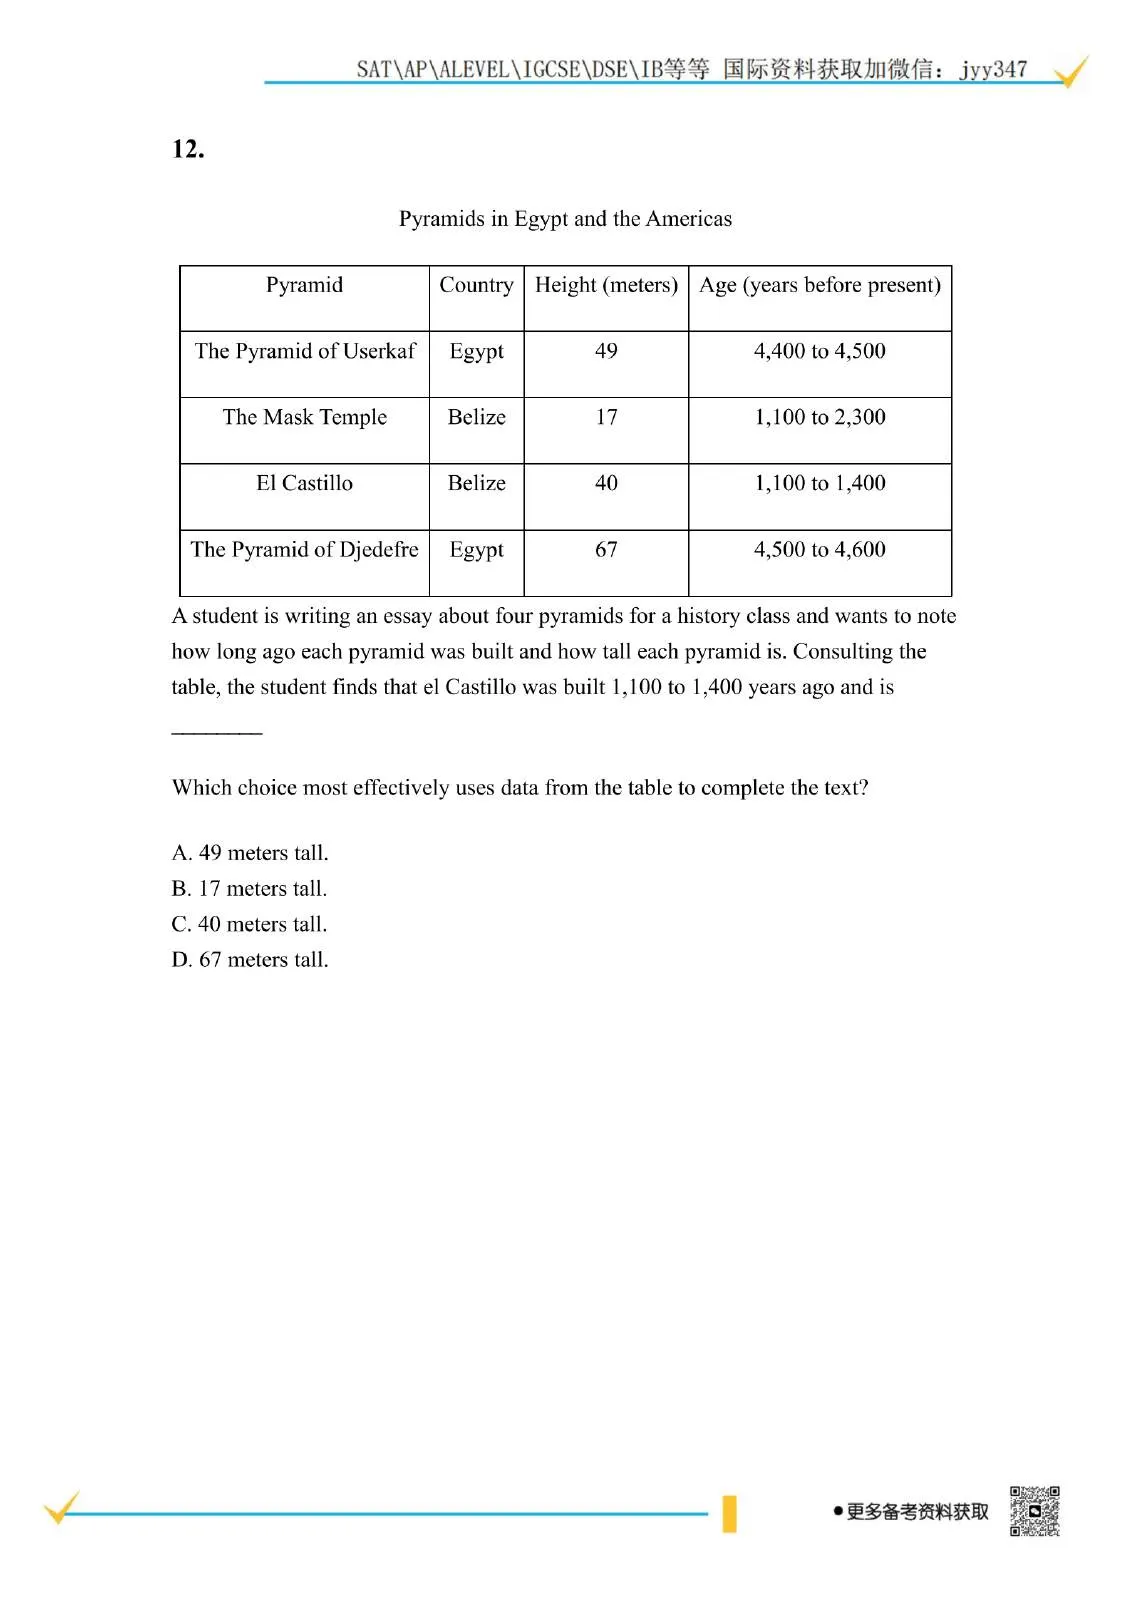 SAT\AP\ALEVEL\IGCSE\DSE\IB等等 国际资料获取加微信：jyy347
12.
Pyramids in Egypt and the Americas
Pyramid Country Height (meters) Age (years before present)
The Pyramid of Userkaf Egypt 49 4,400 to 4,500
The Mask Temple Belize 17 1,100 to 2,300
El Castillo Belize 40 1,100 to 1,400
The Pyramid of Djedefre Egypt 67 4,500 to 4,600
A student is writing an essay about four pyramids for a history class and wants to note
how long ago each pyramid was built and how tall each pyramid is. Consulting the
table, the student finds that el Castillo was built 1,100 to 1,400 years ago and is
________
Which choice most effectively uses data from the table to complete the text?
A. 49 meters tall.
B. 17 meters tall.
C. 40 meters tall.
D. 67 meters tall.
●更多备考资料获取